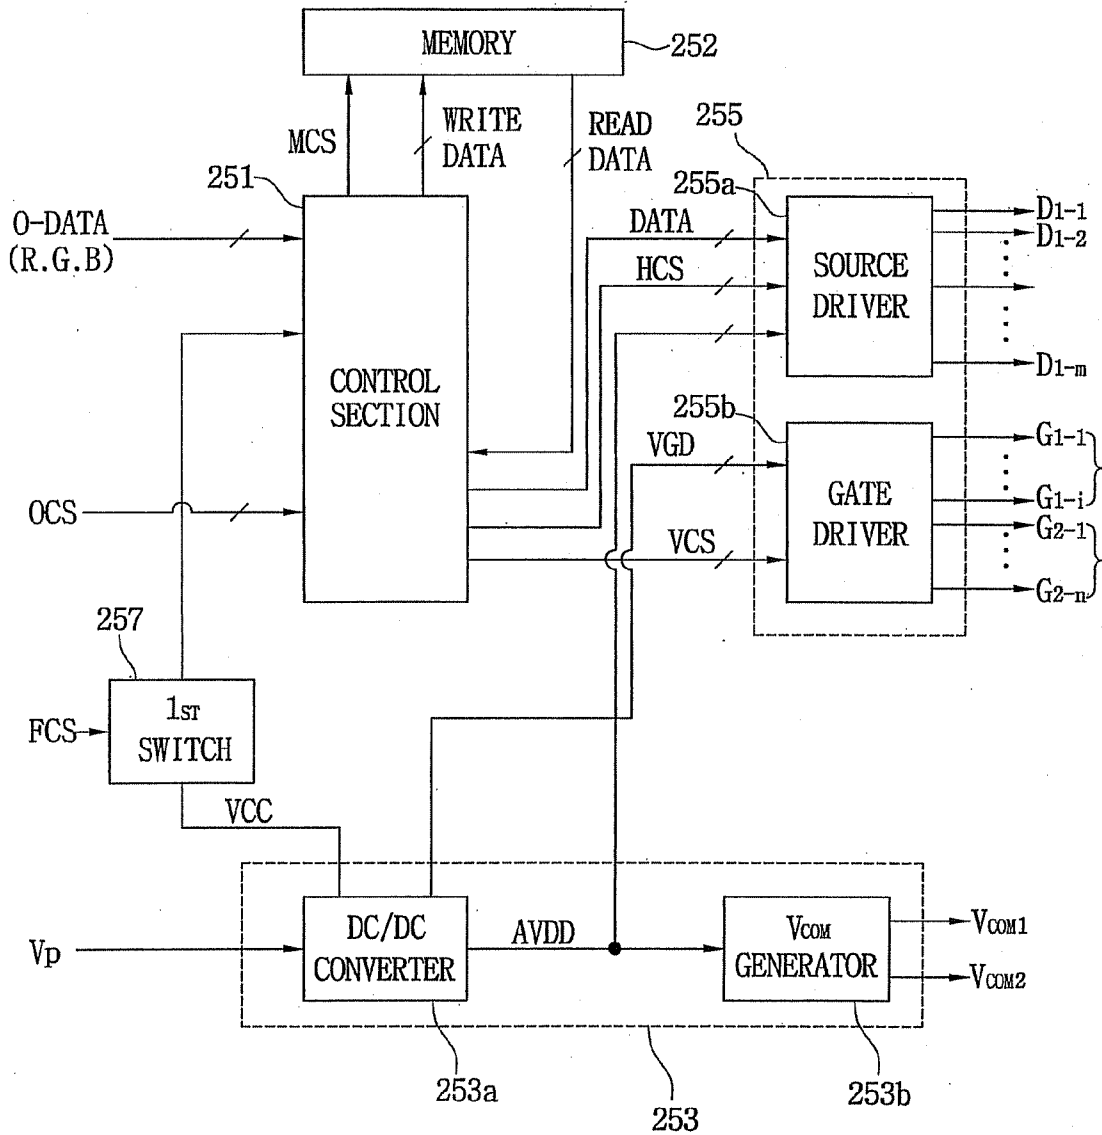 MEMORY
252
MCS
WRITE
DATA
READ
DATA
251
255
255a
O-DATA
(R.G.B)
DATA
HCS
SOURCE
DRIVER
D1-1
D1-2
D1-m
CONTROL
SECTION
255b
VGD
VCS
GATE
DRIVER
G1-1
G1-i
G2-1
G2-n
OCS
257
FCS
1ST
SWITCH
VCC
Vp
DC/DC
CONVERTER
AVDD
VCOM
GENERATOR
VCOM1
VCOM2
253a
253
253b